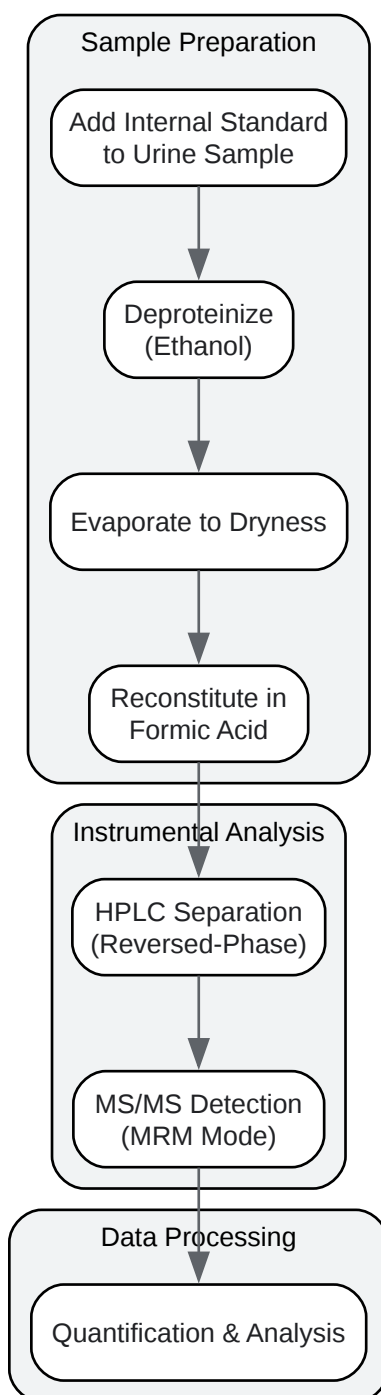 Sample Preparation
Add Internal Standard
to Urine Sample
Deproteinize
(Ethanol)
Evaporate to Dryness
Reconstitute in
Formic Acid
Instrumental Analysis
HPLC Separation
(Reversed-Phase)
MS/MS Detection
(MRM Mode)
Data Processing
Quantification & Analysis